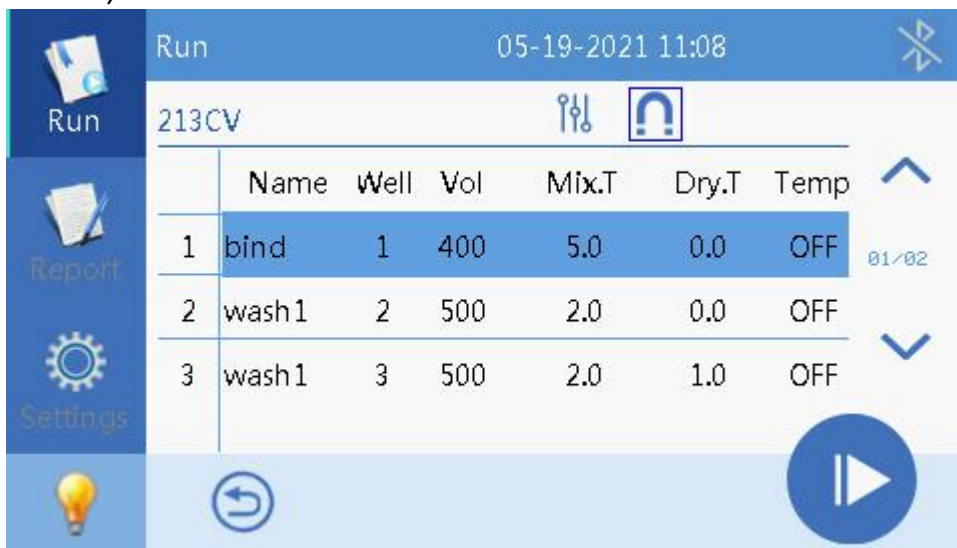 Run 05-19-2021 11:08
Run 213CV
Name Well Vol Mix.T Dry.T Temp
1 bind 1 400 5.0 0.0 OFF
01/02
Report
2 wash1 2 500 2.0 0.0 OFF
3 wash1 3 500 2.0 1.0 OFF
Settings